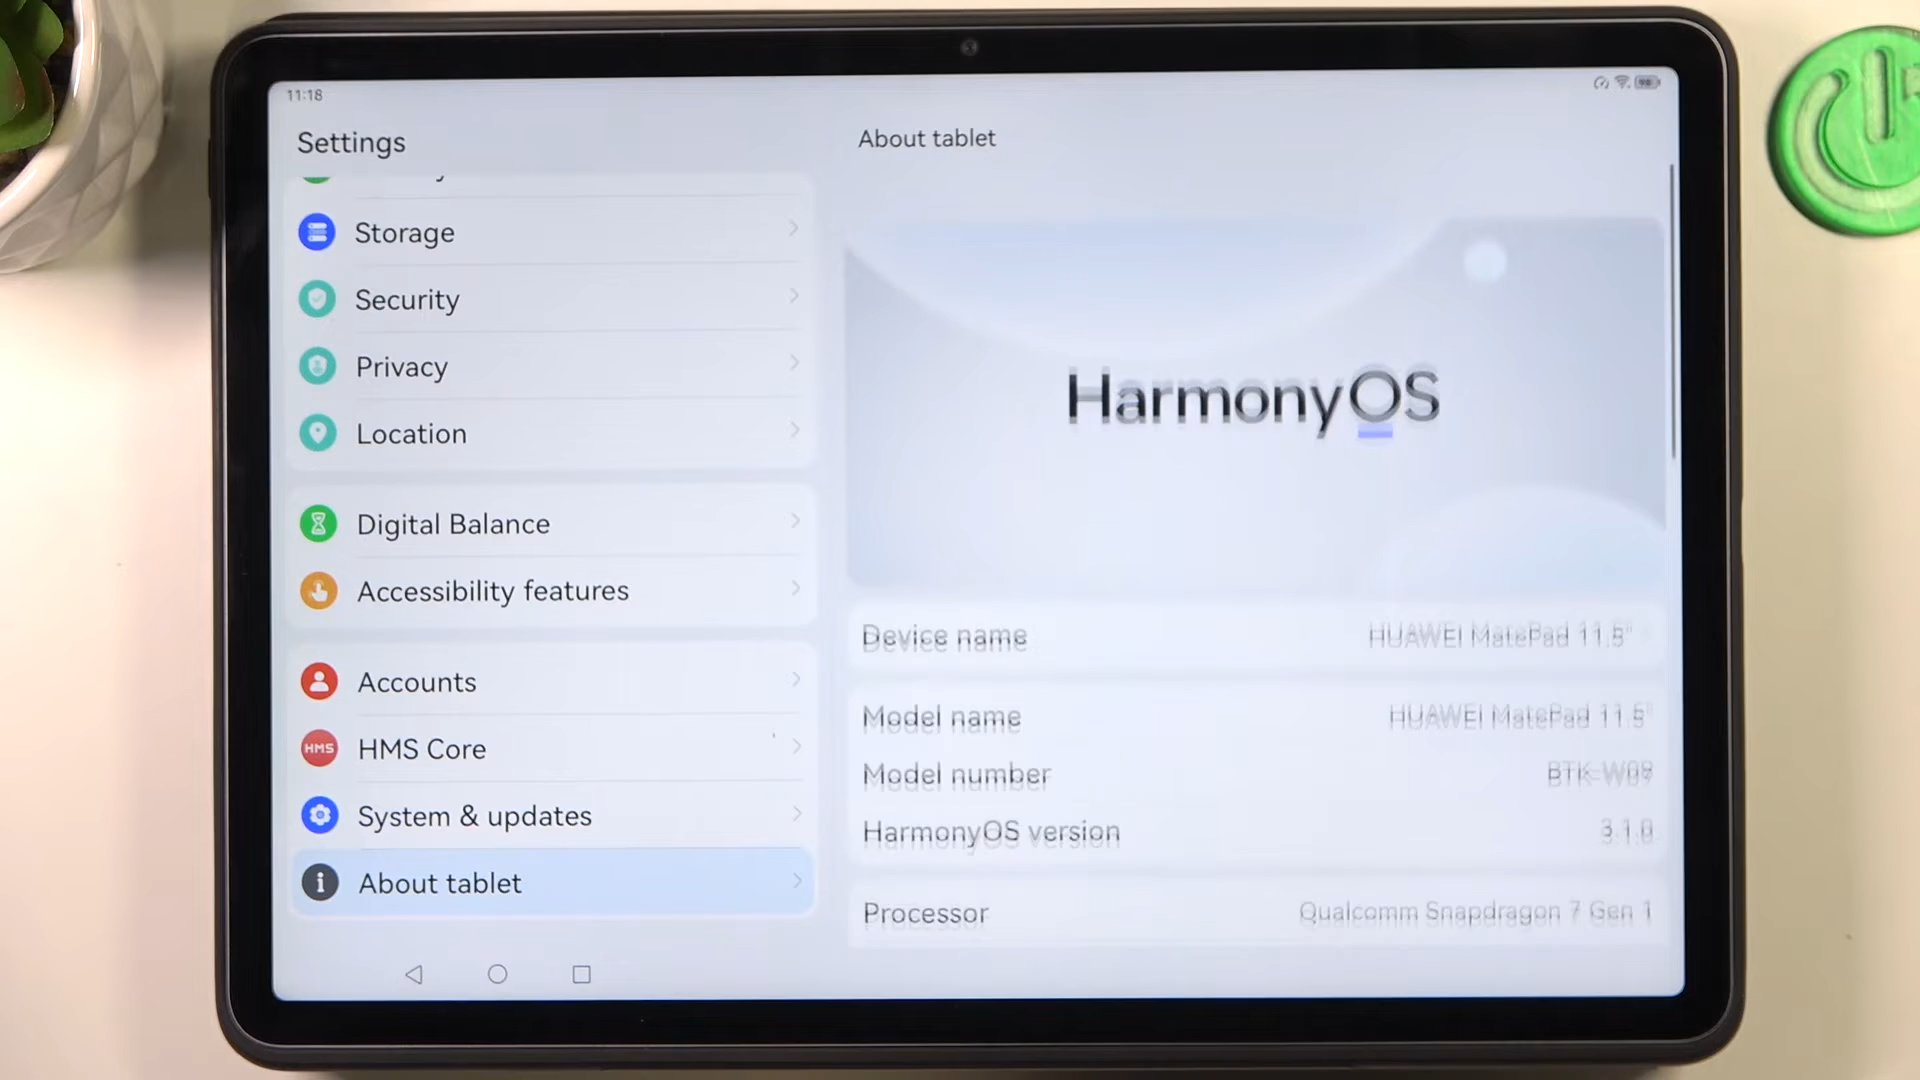 11:18
Settings
About tablet
Storage
Security
Privacy
Location
Digital Balance
Accessibility features
Accounts
HMS
HMS Core
System & updates
About tablet
HarmonyOS
Device name HUAWEI MatePad 11.5"
Model name HUAWEI MatePad 11.5"
Model number BTK-W09
HarmonyOS version 3.1.0
Processor Qualcomm Snapdragon 7 Gen 1